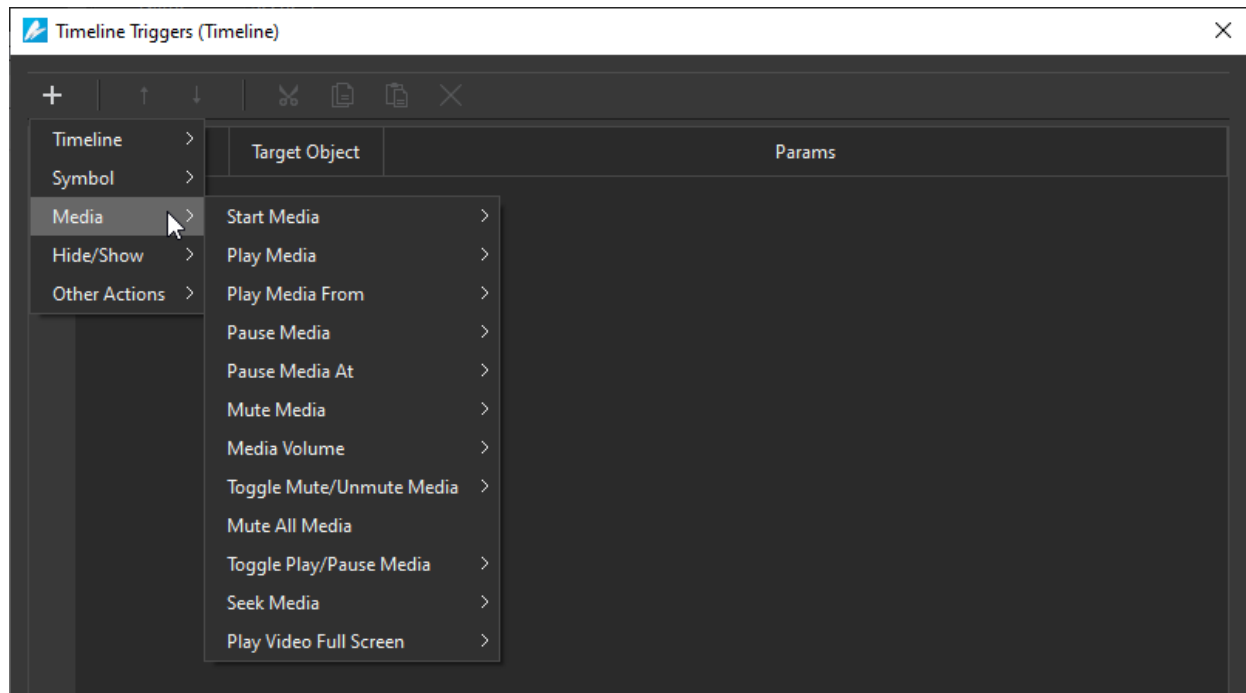 Timeline Triggers (Timeline)
Target Object Params
Timeline
Symbol
Media
Hide/Show
Other Actions
Start Media
Play Media
Play Media From
Pause Media
Pause Media At
Mute Media
Media Volume
Toggle Mute/Unmute Media
Mute All Media
Toggle Play/Pause Media
Seek Media
Play Video Full Screen